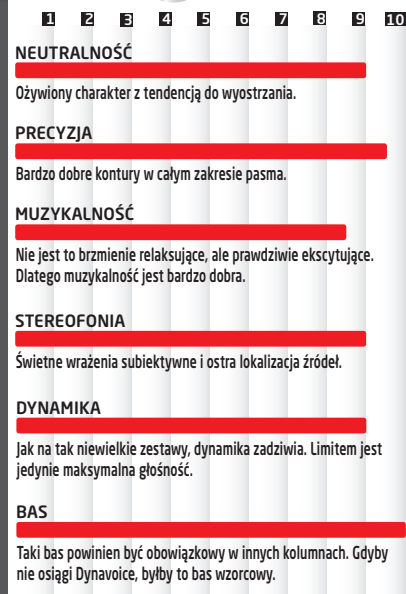 1 2 3 4 5 6 7 8 9 10
NEUTRALNOŚĆ
Ożywiony charakter z tendencją do wyostrzania.
PRECYZJA
Bardzo dobre kontury w całym zakresie pasma.
MUZYKALNOŚĆ
Nie jest to brzmienie relaksujące, ale prawdziwie ekscytujące.
Dlatego muzykalność jest bardzo dobra.
STEREOFONIA
Świetne wrażenia subiektywne i ostra lokalizacja źródeł.
DYNAMIKA
Jak na tak niewielkie zestawy, dynamika zadziwia. Limitem jest
jedynie maksymalna głośność.
BAS
Taki bas powinien być obowiązkowy w innych kolumnach. Gdyby
nie osiągi Dynavoice, byłby to bas wzorcowy.